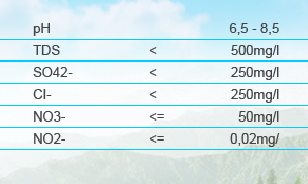 pH 6,5 - 8,5
TDS < 500mg/l
SO42- < 250mg/l
Cl- < 250mg/l
NO3- <= 50mg/l
NO2- <= 0,02mg/